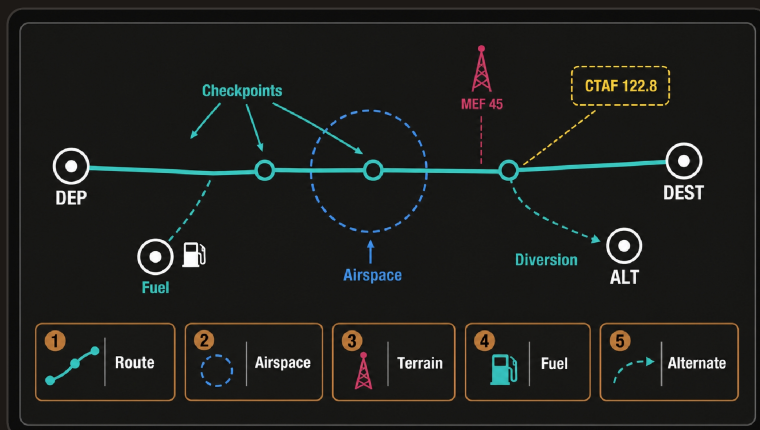 Checkpoints
MEF 45
CTAF 122.8
DEP
DEST
Fuel
Airspace
Diversion
ALT
1
Route
2
Airspace
3
Terrain
4
Fuel
5
Alternate